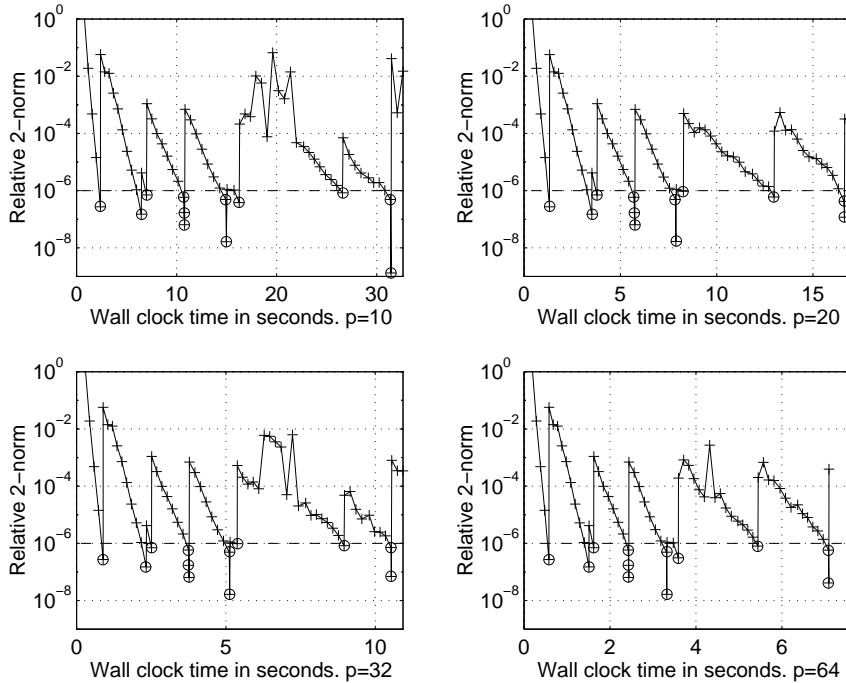 10^0
10^-2
10^-4
10^-6
10^-8
Relative 2−norm
0 10 20 30
Wall clock time in seconds. p=10
10^0
10^-2
10^-4
10^-6
10^-8
Relative 2−norm
0 5 10 15
Wall clock time in seconds. p=20
10^0
10^-2
10^-4
10^-6
10^-8
Relative 2−norm
0 5 10
Wall clock time in seconds. p=32
10^0
10^-2
10^-4
10^-6
10^-8
Relative 2−norm
0 2 4 6
Wall clock time in seconds. p=64